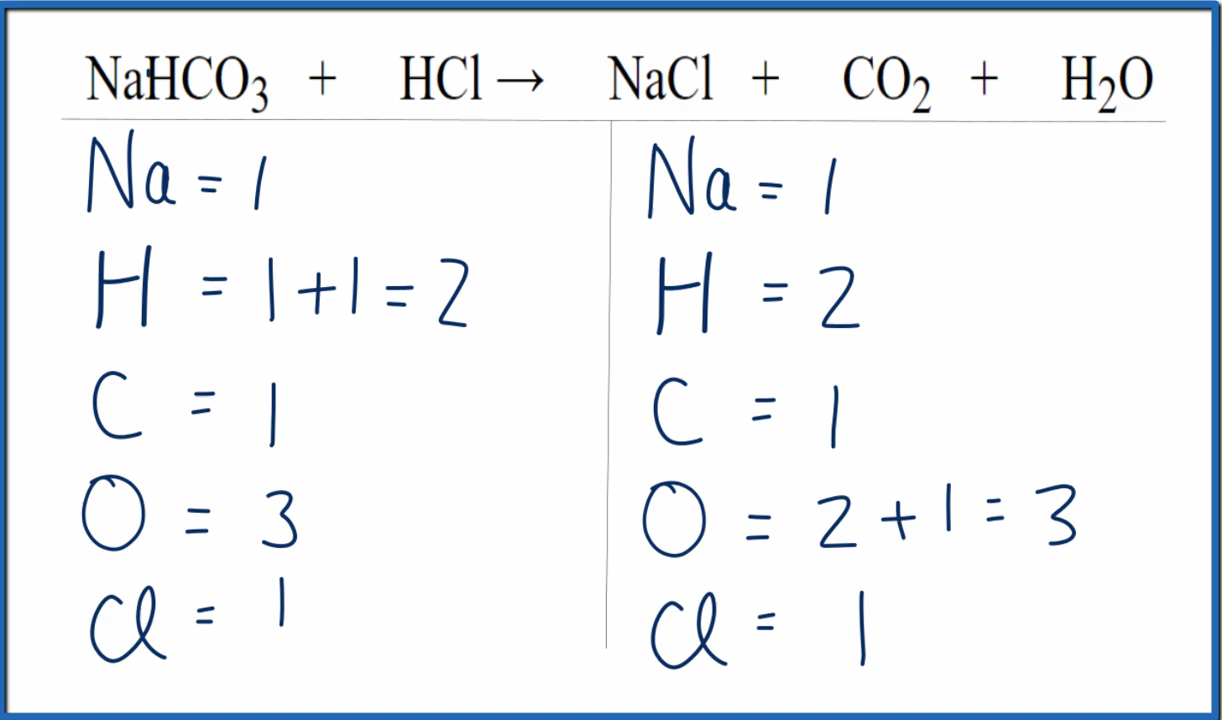 NaHCO₃ + HCl → NaCl + CO₂ + H₂O
Na = 1
H = 1 + 1 = 2
C = 1
O = 3
Cl = 1
Na = 1
H = 2
C = 1
O = 2 + 1 = 3
Cl = 1